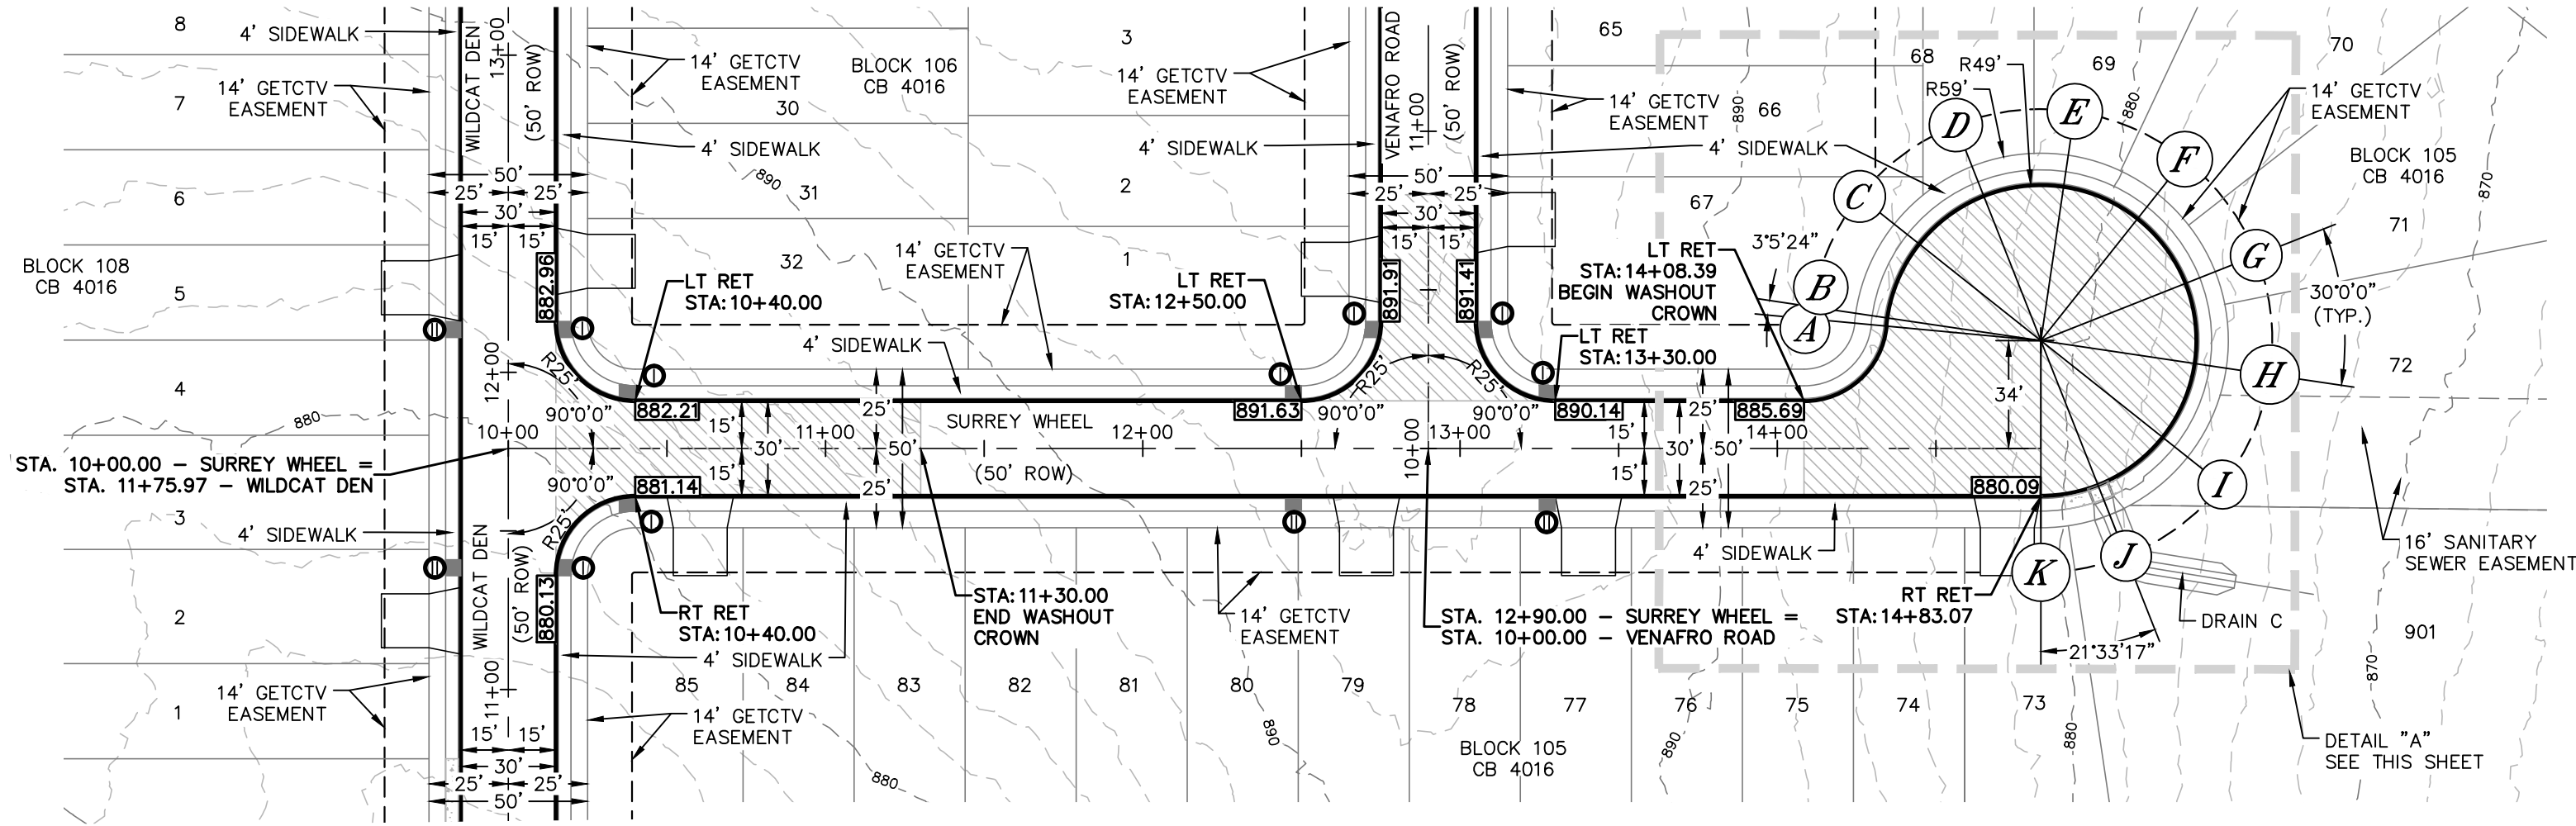 8
7
6
5
4
3
2
1
BLOCK 108
CB 4016
4' SIDEWALK
14' GETCTV
EASEMENT
WILDCAT DEN
13+00
(50' ROW)
14' GETCTV
EASEMENT
BLOCK 106
CB 4016
30
31
32
4' SIDEWALK
890
50'
25'
25'
30'
15'
15'
882.96
LT RET
STA:10+40.00
14' GETCTV
EASEMENT
4' SIDEWALK
12+00
R25'
90°0'0"
882.21
10+00
880
STA. 10+00.00 – SURREY WHEEL =
STA. 11+75.97 – WILDCAT DEN
90°0'0"
881.14
R25'
4' SIDEWALK
WILDCAT DEN
(50' ROW)
880.13
11+00
14' GETCTV
EASEMENT
15'
15'
30'
25'
25'
50'
RT RET
STA:10+40.00
4' SIDEWALK
14' GETCTV
EASEMENT
15'
30'
15'
11+00
25'
50'
25'
SURREY WHEEL
(50' ROW)
12+00
STA:11+30.00
END WASHOUT
CROWN
3
2
1
14' GETCTV
EASEMENT
4' SIDEWALK
VENAFRO ROAD
11+00
(50' ROW)
50'
25'
25'
30'
15'
15'
891.91
891.41
LT RET
STA:12+50.00
891.63
R25'
R25'
90°0'0"
90°0'0"
10+00
13+00
890.14
LT RET
STA:13+30.00
14' GETCTV
EASEMENT
65
66
67
68
69
70
71
72
890
4' SIDEWALK
R49'
R59'
880
14' GETCTV
EASEMENT
BLOCK 105
CB 4016
870
LT RET
STA:14+08.39
BEGIN WASHOUT
CROWN
3°5'24"
A
B
C
D
E
F
G
H
I
J
K
30°0'0"
(TYP.)
34'
885.69
14+00
15'
15'
30'
25'
50'
25'
880.09
4' SIDEWALK
RT RET
STA:14+83.07
STA. 12+90.00 – SURREY WHEEL =
STA. 10+00.00 – VENAFRO ROAD
14' GETCTV
EASEMENT
16' SANITARY
SEWER EASEMENT
DRAIN C
21°33'17"
901
870
DETAIL "A"
SEE THIS SHEET
85
84
83
82
81
80
79
78
77
76
75
74
73
880
890
890
880
BLOCK 105
CB 4016